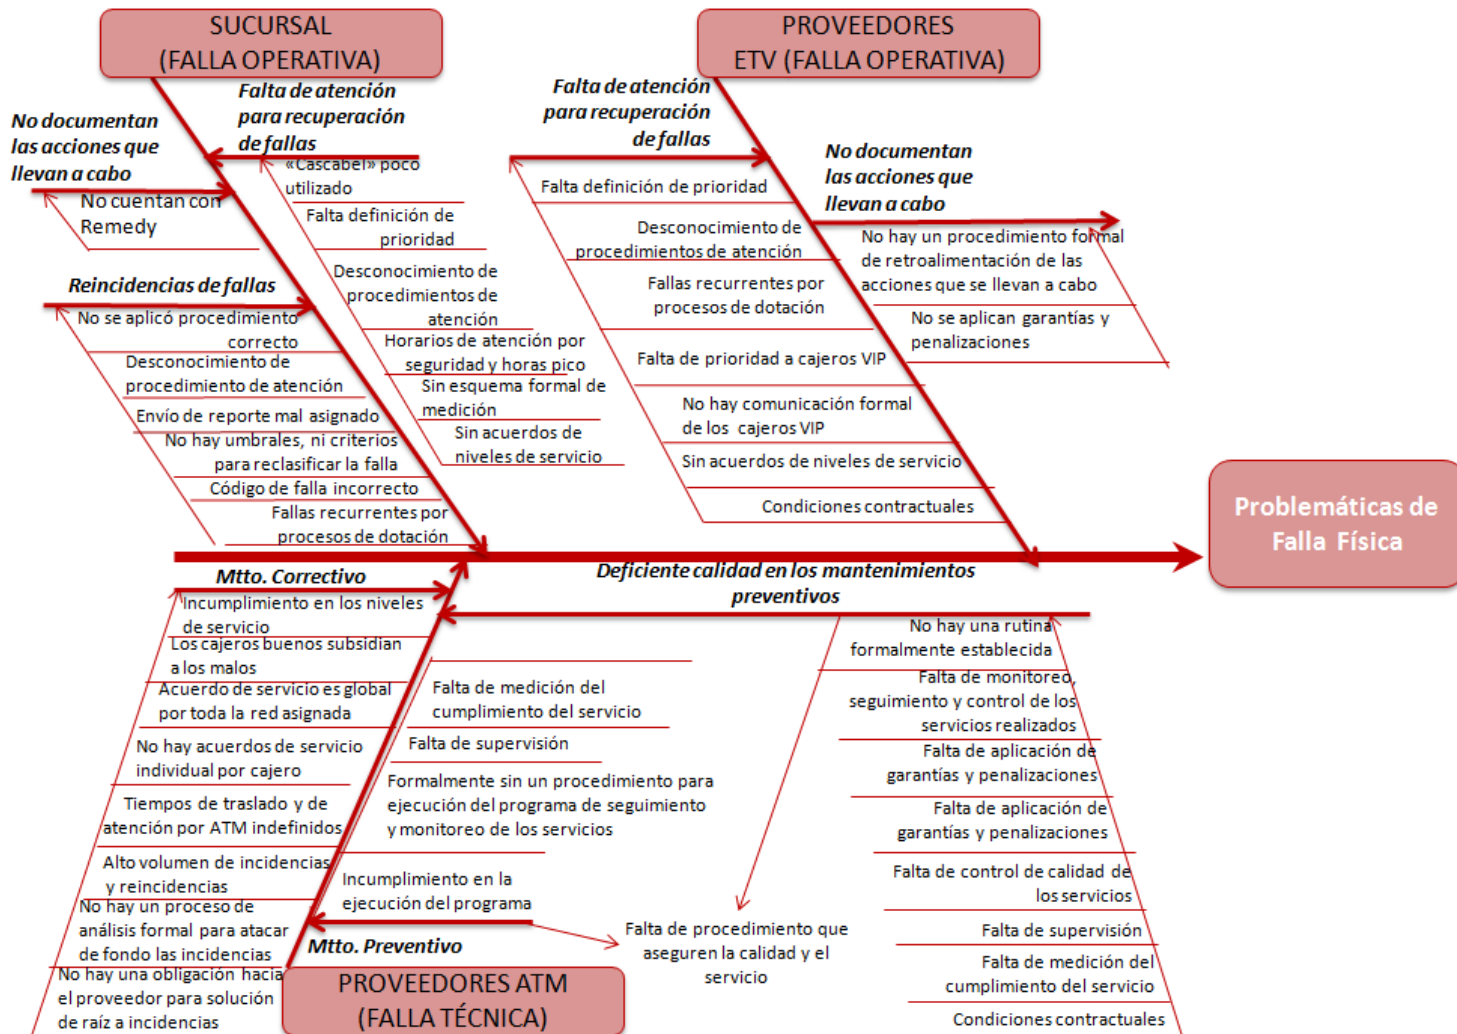 SUCURSAL
(FALLA OPERATIVA)
PROVEEDORES
ETV (FALLA OPERATIVA)
No documentan
las acciones que
llevan a cabo
No cuentan con
Remedy
Falta de atención
para recuperación
de fallas
«Cascabel» poco
utilizado
Falta definición de
prioridad
Desconocimiento de
procedimientos de
atención
Horarios de atención por
seguridad y horas pico
Sin esquema formal de
medición
Sin acuerdos de
niveles de servicio
Reincidencias de fallas
No se aplicó procedimiento
correcto
Desconocimiento de
procedimiento de atención
Envío de reporte mal asignado
No hay umbrales, ni criterios
para reclasificar la falla
Código de falla incorrecto
Fallas recurrentes por
procesos de dotación
Falta de atención
para recuperación
de fallas
Falta definición de prioridad
Desconocimiento de
procedimientos de atención
Fallas recurrentes por
procesos de dotación
Falta de prioridad a cajeros VIP
No hay comunicación formal
de los cajeros VIP
Sin acuerdos de niveles de servicio
Condiciones contractuales
No documentan
las acciones que
llevan a cabo
No hay un procedimiento formal
de retroalimentación de las
acciones que se llevan a cabo
No se aplican garantías y
penalizaciones
Problemáticas de
Falla Física
Mtto. Correctivo
Incumplimiento en los niveles
de servicio
Los cajeros buenos subsidian
a los malos
Acuerdo de servicio es global
por toda la red asignada
No hay acuerdos de servicio
individual por cajero
Tiempos de traslado y de
atención por ATM indefinidos
Alto volumen de incidencias
y reincidencias
No hay un proceso de
análisis formal para atacar
de fondo las incidencias
No hay una obligación hacia
el proveedor para solución
de raíz a incidencias
Deficiente calidad en los mantenimientos
preventivos
Falta de medición del
cumplimiento del servicio
Falta de supervisión
Formalmente sin un procedimiento para
ejecución del programa de seguimiento
y monitoreo de los servicios
Incumplimiento en la
ejecución del programa
Mtto. Preventivo
Falta de procedimiento que
aseguren la calidad y el
servicio
No hay una rutina
formalmente establecida
Falta de monitoreo,
seguimiento y control de los
servicios realizados
Falta de aplicación de
garantías y penalizaciones
Falta de aplicación de
garantías y penalizaciones
Falta de control de calidad de
los servicios
Falta de supervisión
Falta de medición del
cumplimiento del servicio
Condiciones contractuales
PROVEEDORES ATM
(FALLA TÉCNICA)